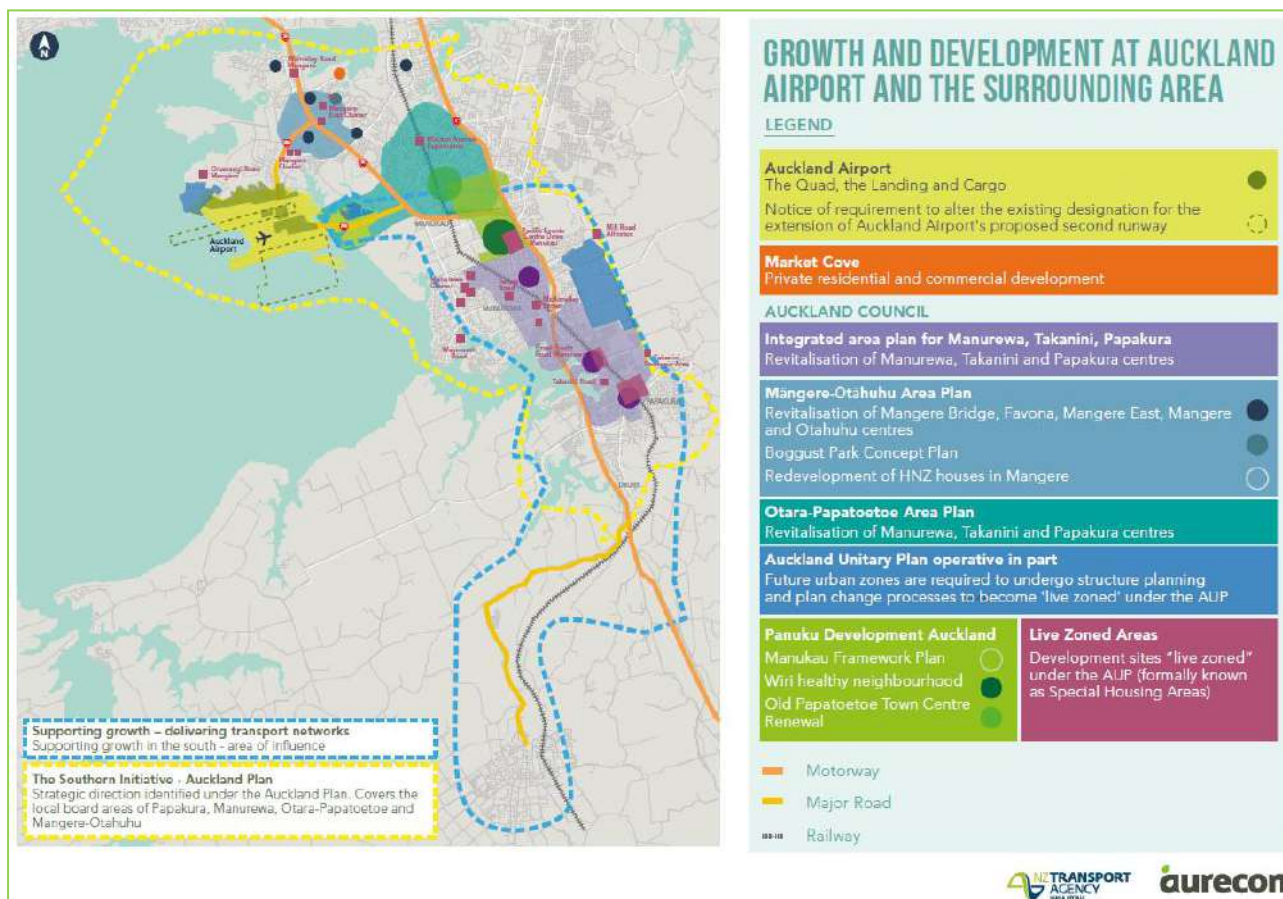 N
GROWTH AND DEVELOPMENT AT AUCKLAND
AIRPORT AND THE SURROUNDING AREA
LEGEND
Auckland Airport
The Quad, the Landing and Cargo
Notice of requirement to alter the existing designation for the
extension of Auckland Airport's proposed second runway
Market Cove
Private residential and commercial development
AUCKLAND COUNCIL
Integrated area plan for Manurewa, Takanini, Papakura
Revitalisation of Manurewa, Takanini and Papakura centres
Māngere-Otāhuhu Area Plan
Revitalisation of Mangere Bridge, Favona, Mangere East, Mangere
and Otahuhu centres
Boggust Park Concept Plan
Redevelopment of HNZ houses in Mangere
Otara-Papatoetoe Area Plan
Revitalisation of Manurewa, Takanini and Papakura centres
Auckland Unitary Plan operative in part
Future urban zones are required to undergo structure planning
and plan change processes to become 'live zoned' under the AUP
Panuku Development Auckland
Manukau Framework Plan
Wiri healthy neighbourhood
Old Papatoetoe Town Centre
Renewal
Live Zoned Areas
Development sites "live zoned"
under the AUP (formally known
as Special Housing Areas)
Motorway
Major Road
Railway
Auckland
Airport
Mill Road
Takanini Road
PAPAKURA
Supporting growth – delivering transport networks
Supporting growth in the south - area of influence
The Southern Initiative - Auckland Plan
Strategic direction identified under the Auckland Plan. Covers the
local board areas of Papakura, Manurewa, Otara-Papatoetoe and
Mangere-Otahuhu
NZ TRANSPORT
AGENCY
aurecon